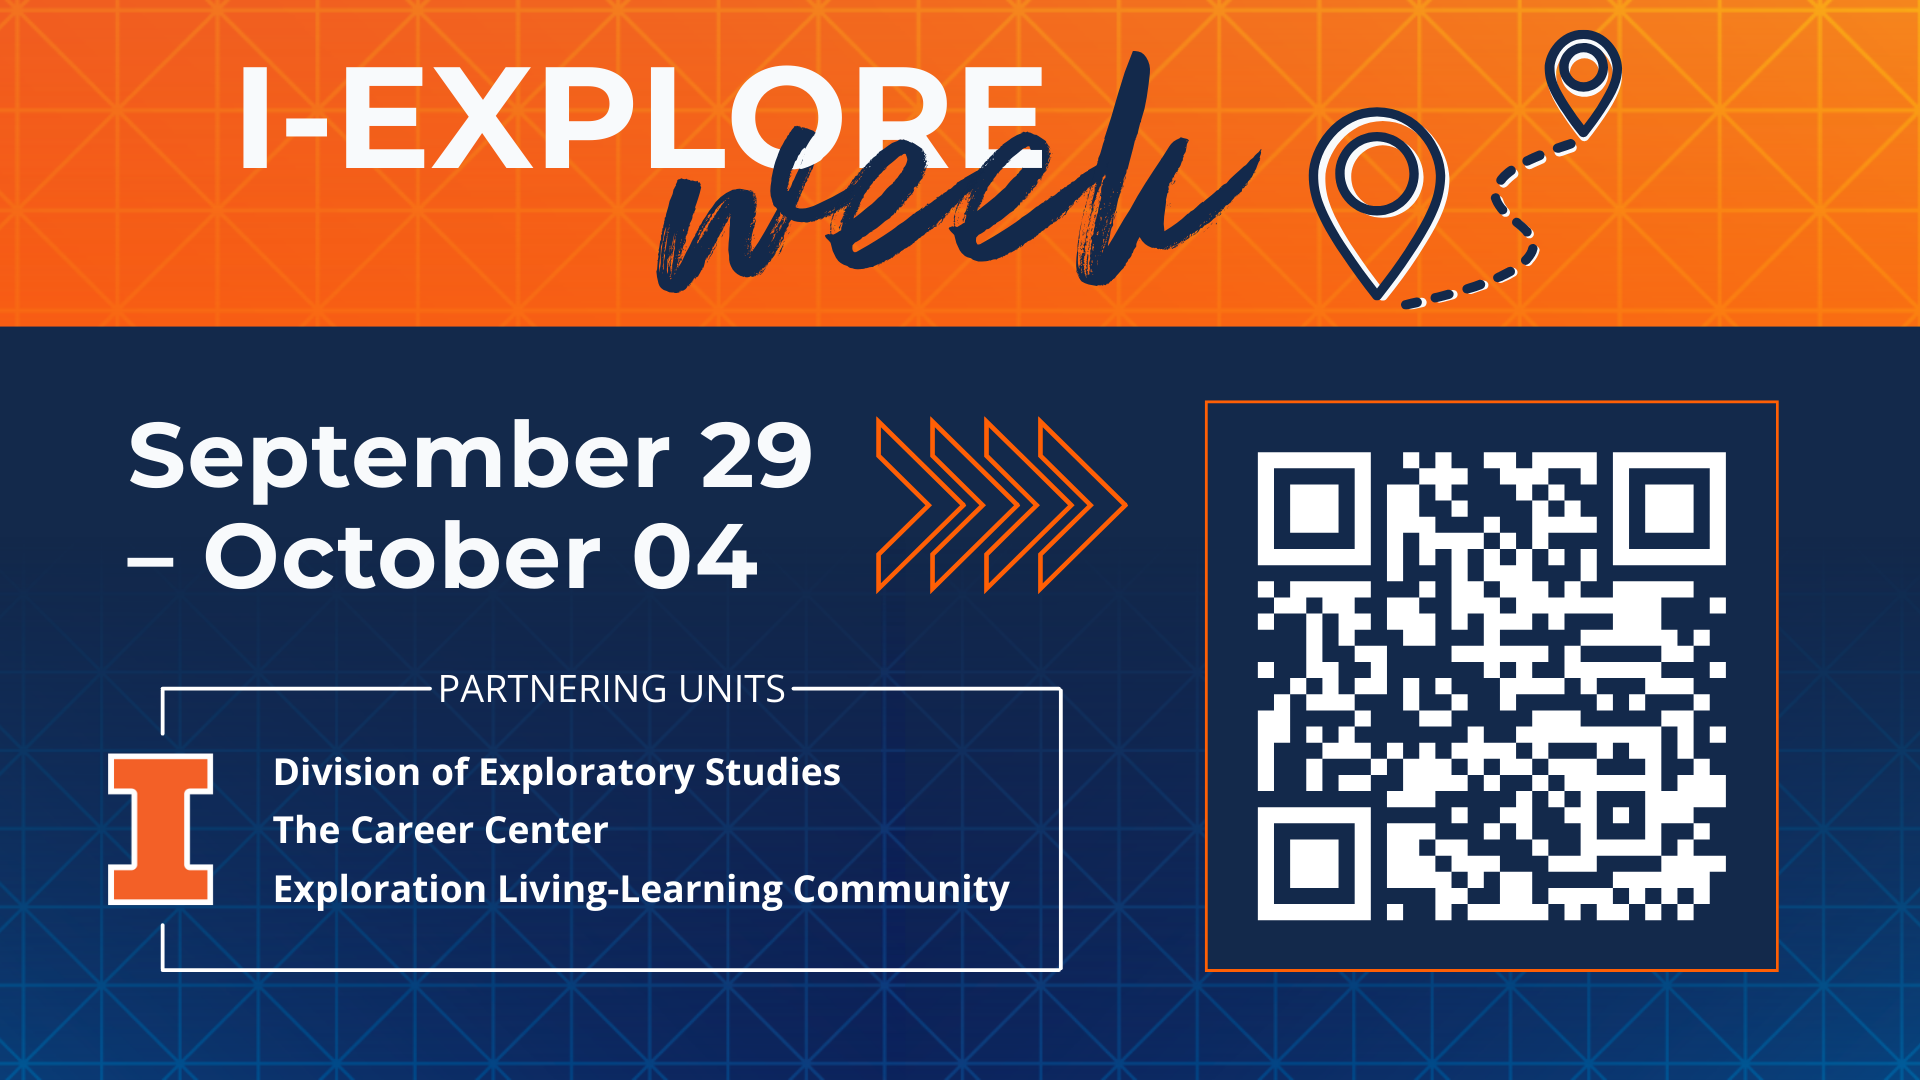 I-EXPLORE
week
September 29
– October 04
PARTNERING UNITS
I
Division of Exploratory Studies
The Career Center
Exploration Living-Learning Community